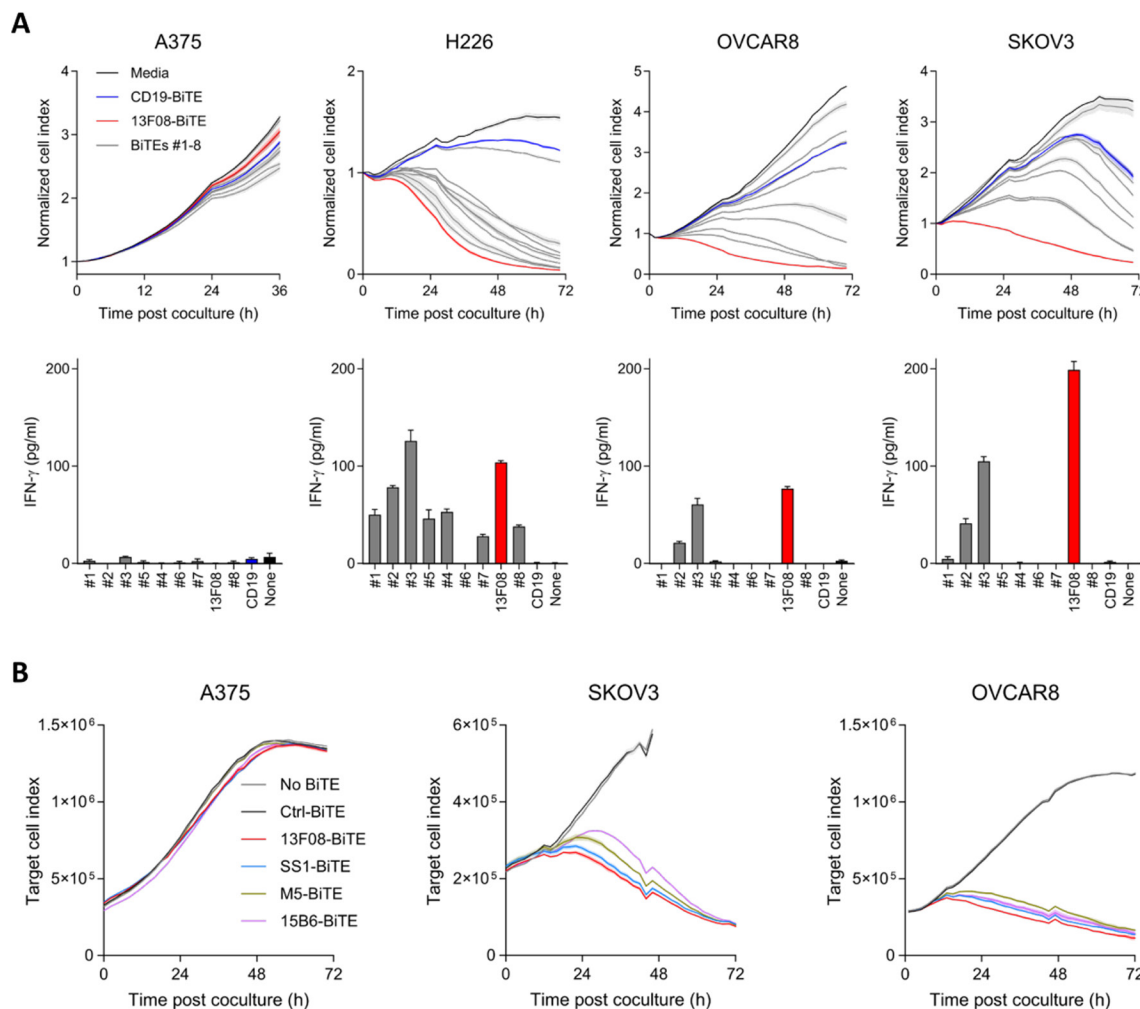 A
A375
H226
OVCAR8
SKOV3
Normalized cell index
4
3
2
1
Media
CD19-BiTE
13F08-BiTE
BiTEs #1-8
0
12
24
36
Time post coculture (h)
Normalized cell index
2
1
0
0
24
48
72
Time post coculture (h)
Normalized cell index
5
4
3
2
1
0
0
24
48
72
Time post coculture (h)
Normalized cell index
4
3
2
1
0
0
24
48
72
Time post coculture (h)
IFN-γ (pg/ml)
200
100
0
#1
#2
#3
#5
#4
#6
#7
13F08
#8
CD19
None
IFN-γ (pg/ml)
200
100
0
#1
#2
#3
#5
#4
#6
#7
13F08
#8
CD19
None
IFN-γ (pg/ml)
200
100
0
#1
#2
#3
#5
#4
#6
#7
13F08
#8
CD19
None
IFN-γ (pg/ml)
200
100
0
#1
#2
#3
#5
#4
#6
#7
13F08
#8
CD19
None
B
A375
SKOV3
OVCAR8
Target cell index
1.5×10⁶
1×10⁶
5×10⁵
0
No BiTE
Ctrl-BiTE
13F08-BiTE
SS1-BiTE
M5-BiTE
15B6-BiTE
0
24
48
72
Time post coculture (h)
Target cell index
6×10⁵
4×10⁵
2×10⁵
0
0
24
48
72
Time post coculture (h)
Target cell index
1.5×10⁶
1×10⁶
5×10⁵
0
0
24
48
72
Time post coculture (h)